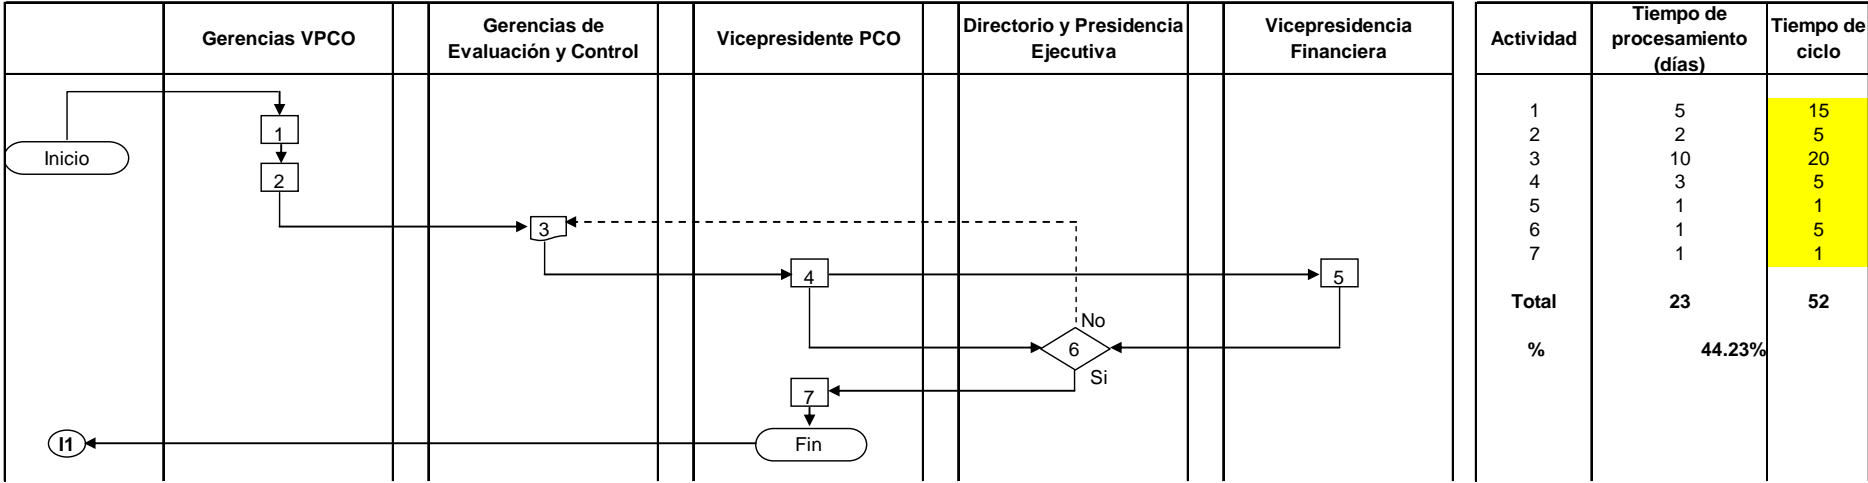 Gerencias VPCO
Gerencias de
Evaluación y Control
Vicepresidente PCO
Directorio y Presidencia
Ejecutiva
Vicepresidencia
Financiera
Actividad
Tiempo de
procesamiento
(días)
Tiempo de
ciclo
Inicio
1
2
3
4
5
No
6
Si
7
Fin
I1
1 5 15
2 2 5
3 10 20
4 3 5
5 1 1
6 1 5
7 1 1
Total 23 52
% 44.23%